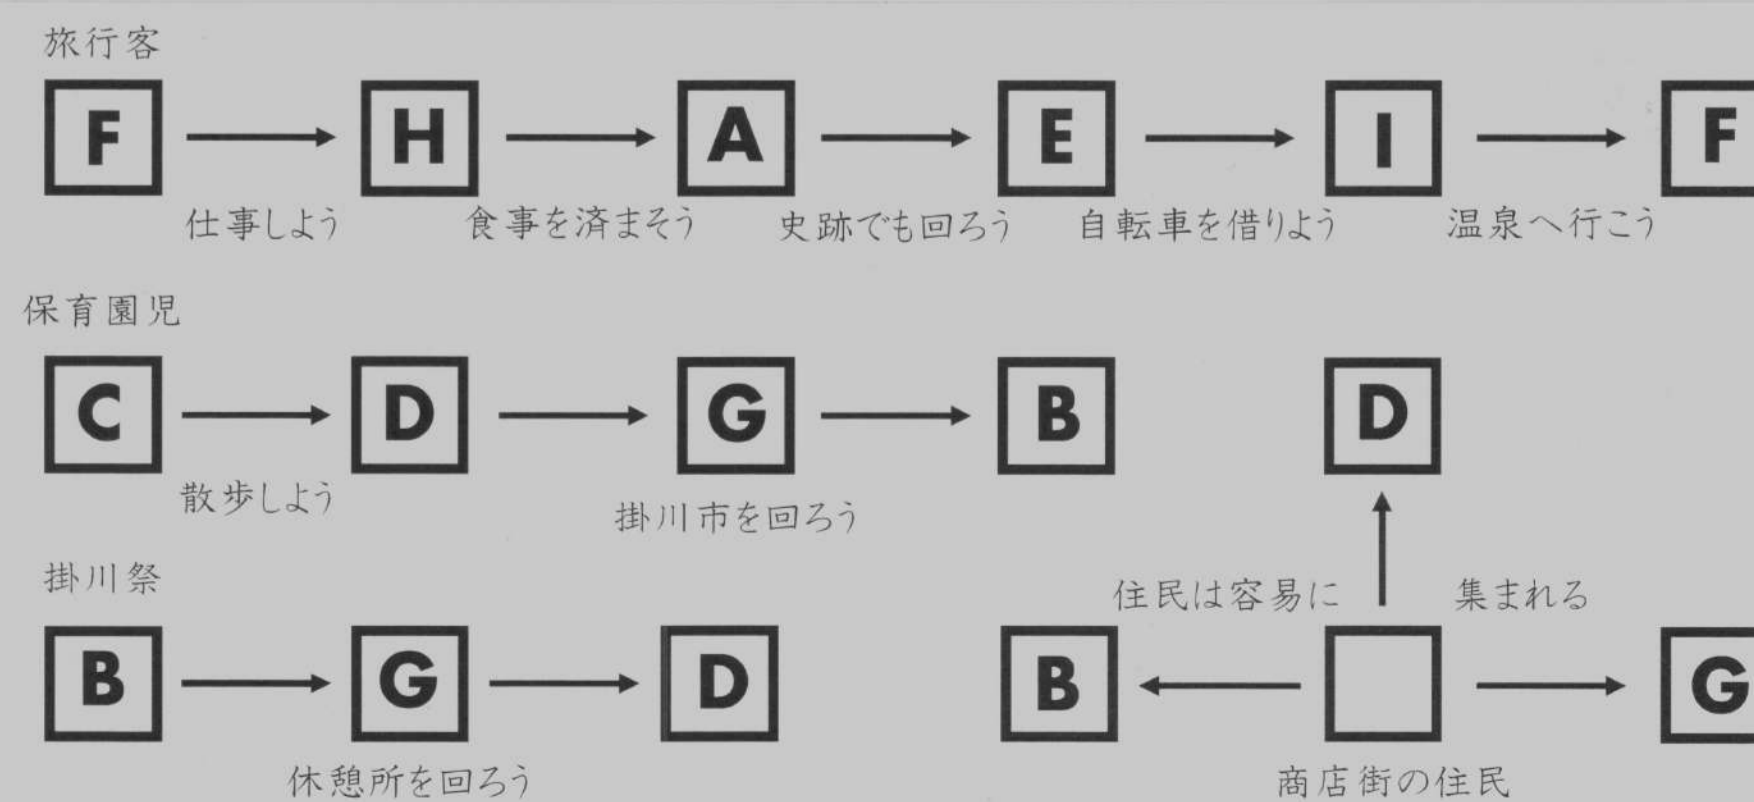 旅行客
F H A E I F
仕事しよう 食事を済まそう 史跡でも回ろう 自転車を借りよう 温泉へ行こう
保育園児
C D G B D
散歩しよう 掛川市を回ろう
掛川祭 住民は容易に 集まれる
B G D B G
休憩所を回ろう 商店街の住民